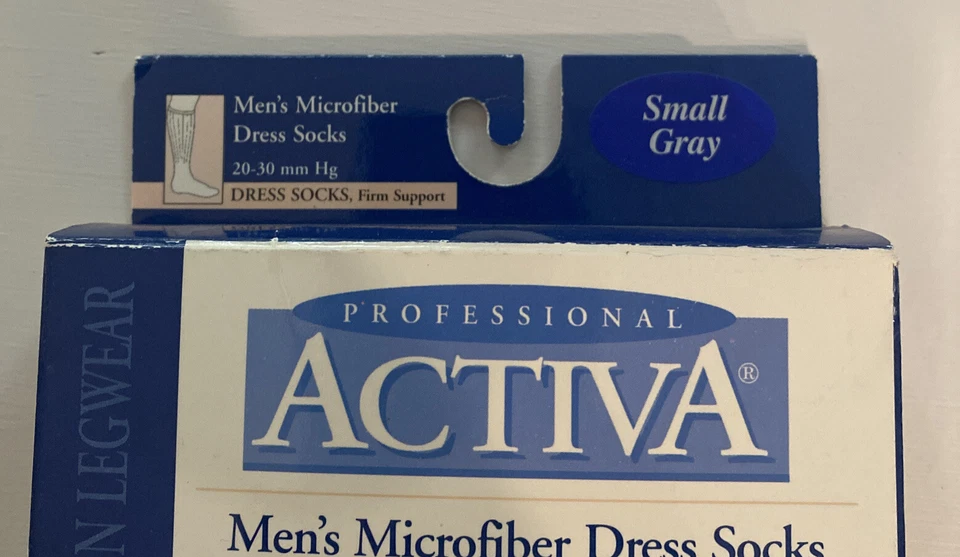 Men's Microfiber
Dress Socks
20-30 mm Hg
DRESS SOCKS, Firm Support
Small
Gray
PROFESSIONAL
ACTIVA®
Men's Microfiber Dress Socks
LEGWEAR